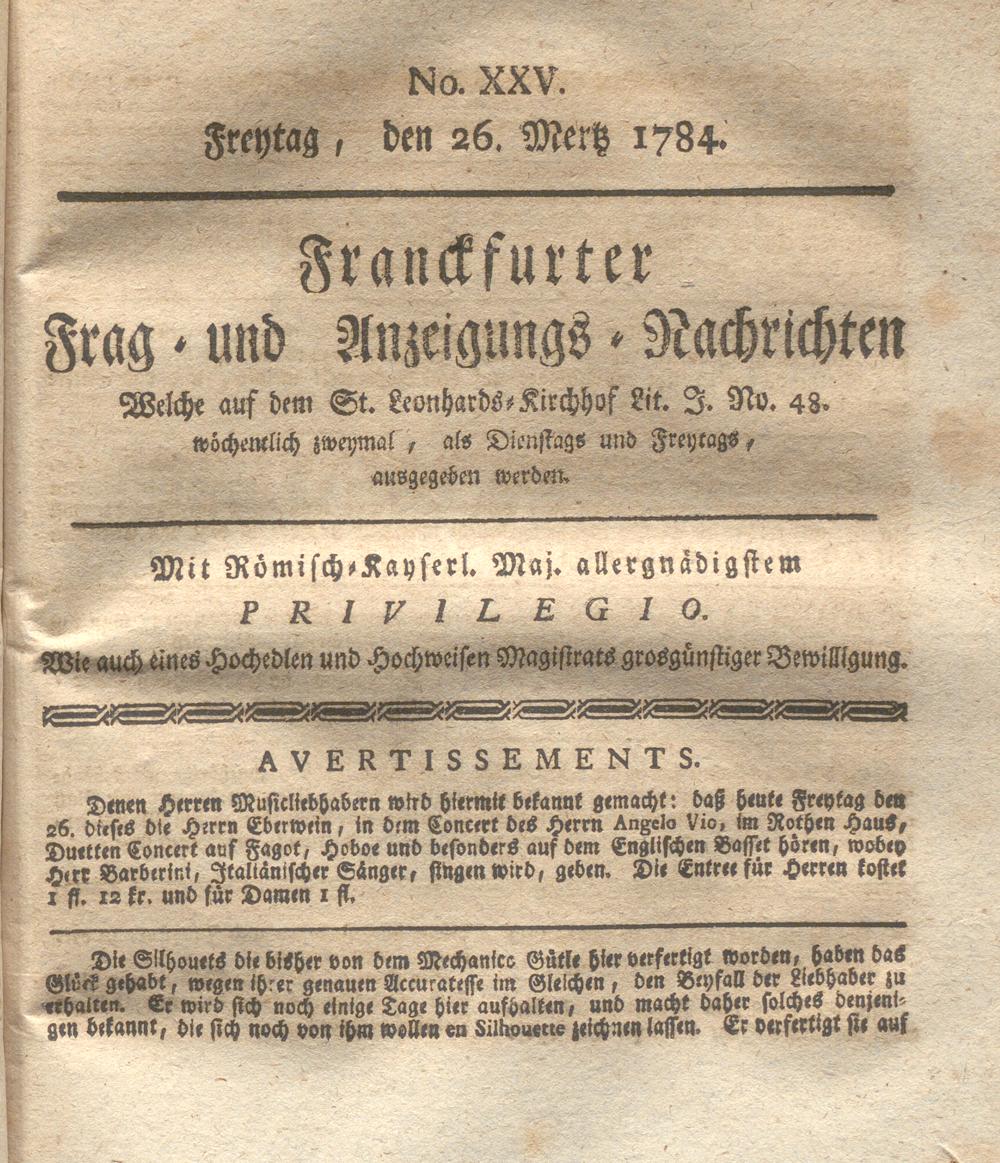 No. XXV.
Freytag, den 26. Mertz 1784.
Franckfurter
Frag- und Anzeigungs-Nachrichten
Welche auf dem St. Leonhards-Kirchhof Lit. J. No. 48.
wöchentlich zweymal, als Dienstags und Freytags,
ausgegeben werden.
Mit Römisch-Kayserl. Maj. allergnädigstem
PRIVILEGIO.
Wie auch eines Hochedlen und Hochweisen Magistrats grosgünstiger Bewilligung.
AVERTISSEMENTS.
Denen Herren Musicliebhabern wird hiermit bekannt gemacht: daß heute Freytag den
26. dieses die Herrn Eberwein, in dem Concert des Herrn Angelo Vio, im Rothen Haus,
Duetten Concert auf Fagot, Hoboe und besonders auf dem Englischen Basset hören, wobey
Herr Barberini, Italiänischer Sänger, singen wird, geben. Die Entree für Herren kostet
1 fl. 12 kr. und für Damen 1 fl.
Die Silhouets die bisher von dem Mechanico Gütle hier verfertigt worden, haben das
Glück gehabt, wegen ihrer genauen Accuratesse im Gleichen, den Beyfall der Liebhaber zu
erhalten. Er wird sich noch einige Tage hier aufhalten, und macht daher solches denjeni-
gen bekannt, die sich noch von ihm wollen en Silhouette zeichnen lassen. Er verfertigt sie auf